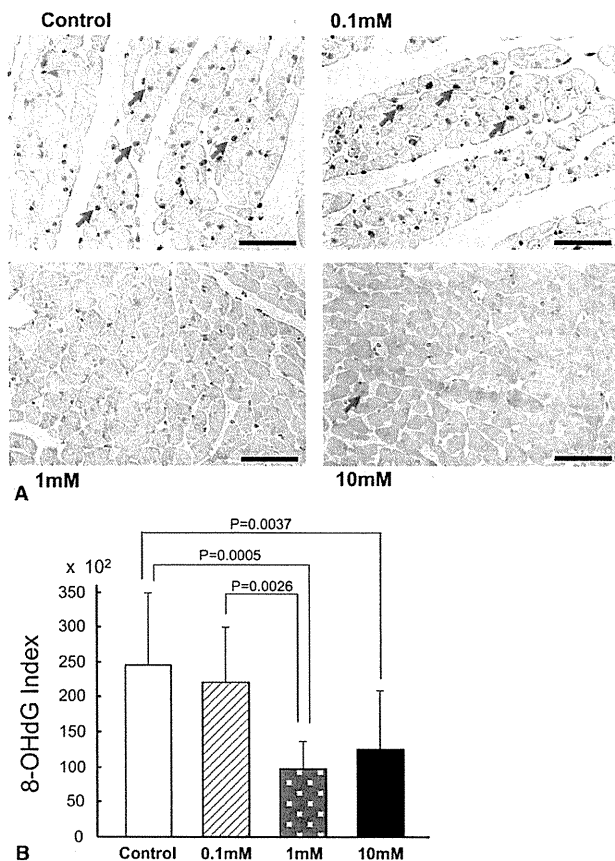 Control 0.1mM
1mM 10mM
A
P=0.0037
P=0.0005
P=0.0026
x 10²
350
300
250
200
150
100
50
0
8-OHdG Index
B
Control 0.1mM 1mM 10mM